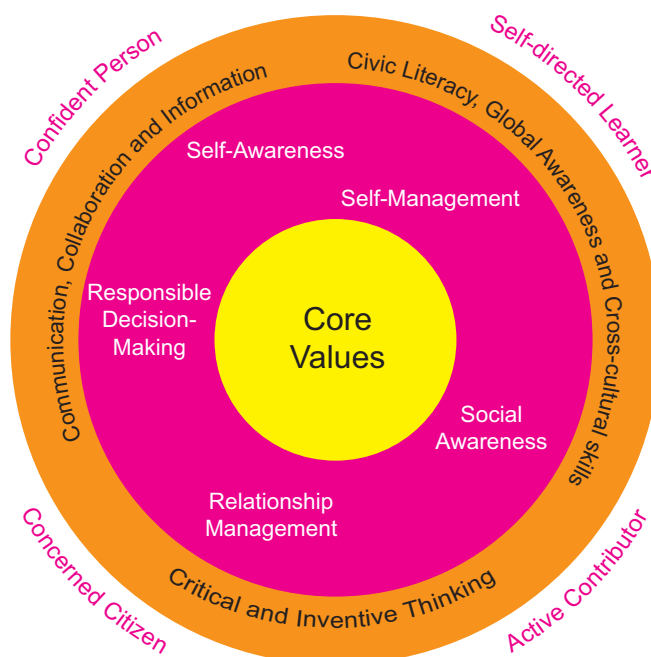 Confident Person
Self-directed Learner
Communication, Collaboration and Information
Civic Literacy, Global Awareness and Cross-cultural skills
Self-Awareness
Self-Management
Responsible
Decision-
Making
Core
Values
Social
Awareness
Relationship
Management
Critical and Inventive Thinking
Concerned Citizen
Active Contributor